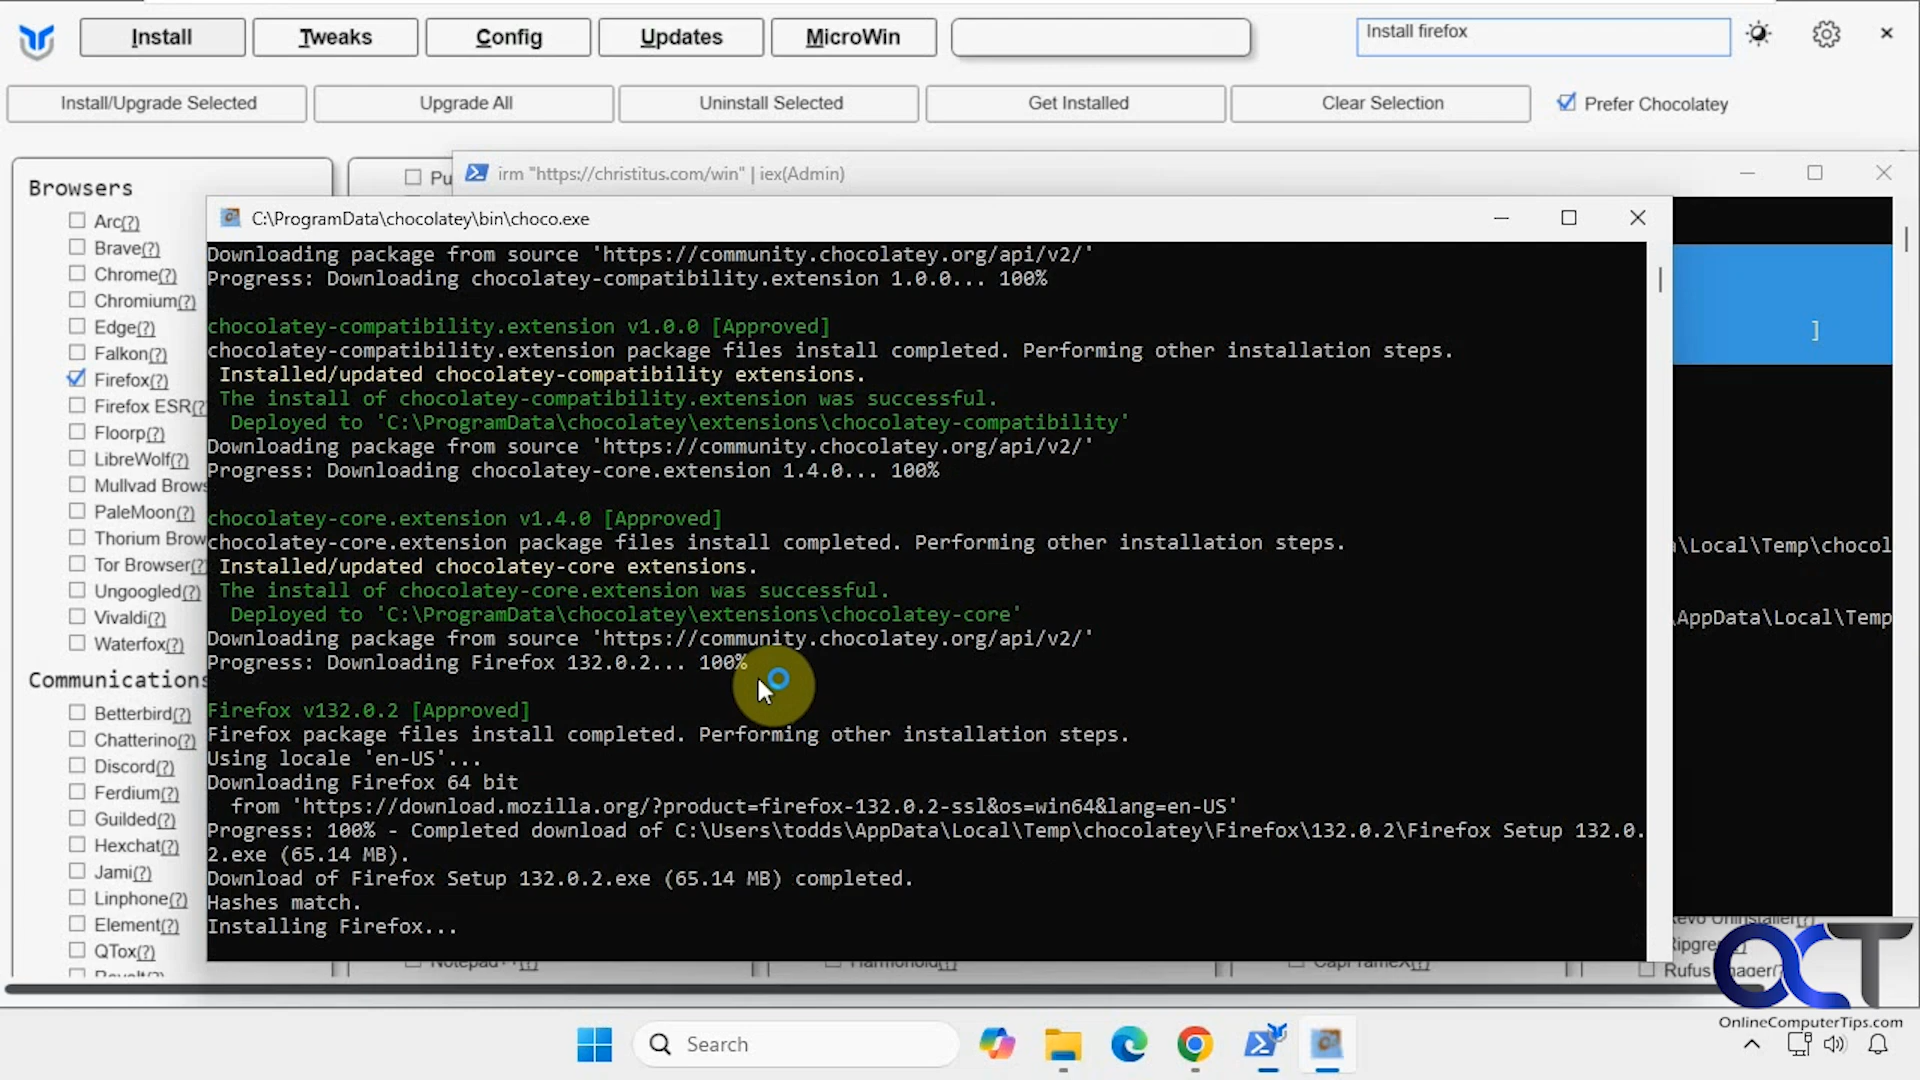 Install
Tweaks
Config
Updates
MicroWin
Install firefox
Install/Upgrade Selected
Upgrade All
Uninstall Selected
Get Installed
Clear Selection
Prefer Chocolatey
Browsers
Arc(?)
Brave(?)
Chrome(?)
Chromium(?)
Edge(?)
Falkon(?)
Firefox(?)
Firefox ESR(?
Floorp(?)
LibreWolf(?)
Mullvad Brows
PaleMoon(?)
Thorium Brow
Tor Browser(?
Ungoogled(?)
Vivaldi(?)
Waterfox(?)
Communications
Betterbird(?)
Chatterino(?)
Discord(?)
Ferdium(?)
Guilded(?)
Hexchat(?)
Jami(?)
Linphone(?)
Element(?)
QTox(?)
Pu
irm "https://christitus.com/win" | iex(Admin)
C:\ProgramData\chocolatey\bin\choco.exe
Downloading package from source 'https://community.chocolatey.org/api/v2/'
Progress: Downloading chocolatey-compatibility.extension 1.0.0... 100%
chocolatey-compatibility.extension v1.0.0 [Approved]
chocolatey-compatibility.extension package files install completed. Performing other installation steps.
Installed/updated chocolatey-compatibility extensions.
The install of chocolatey-compatibility.extension was successful.
Deployed to 'C:\ProgramData\chocolatey\extensions\chocolatey-compatibility'
Downloading package from source 'https://community.chocolatey.org/api/v2/'
Progress: Downloading chocolatey-core.extension 1.4.0... 100%
chocolatey-core.extension v1.4.0 [Approved]
chocolatey-core.extension package files install completed. Performing other installation steps.
Installed/updated chocolatey-core extensions.
The install of chocolatey-core.extension was successful.
Deployed to 'C:\ProgramData\chocolatey\extensions\chocolatey-core'
Downloading package from source 'https://community.chocolatey.org/api/v2/'
Progress: Downloading Firefox 132.0.2... 100%
Firefox v132.0.2 [Approved]
Firefox package files install completed. Performing other installation steps.
Using locale 'en-US'...
Downloading Firefox 64 bit
from 'https://download.mozilla.org/?product=firefox-132.0.2-ssl&os=win64&lang=en-US'
Progress: 100% - Completed download of C:\Users\todds\AppData\Local\Temp\chocolatey\Firefox\132.0.2\Firefox Setup 132.0.
2.exe (65.14 MB).
Download of Firefox Setup 132.0.2.exe (65.14 MB) completed.
Hashes match.
Installing Firefox...
]
\Local\Temp\chocol
\AppData\Local\Temp
Ripgrep
Rufus
OCT
OnlineComputerTips.com
Search